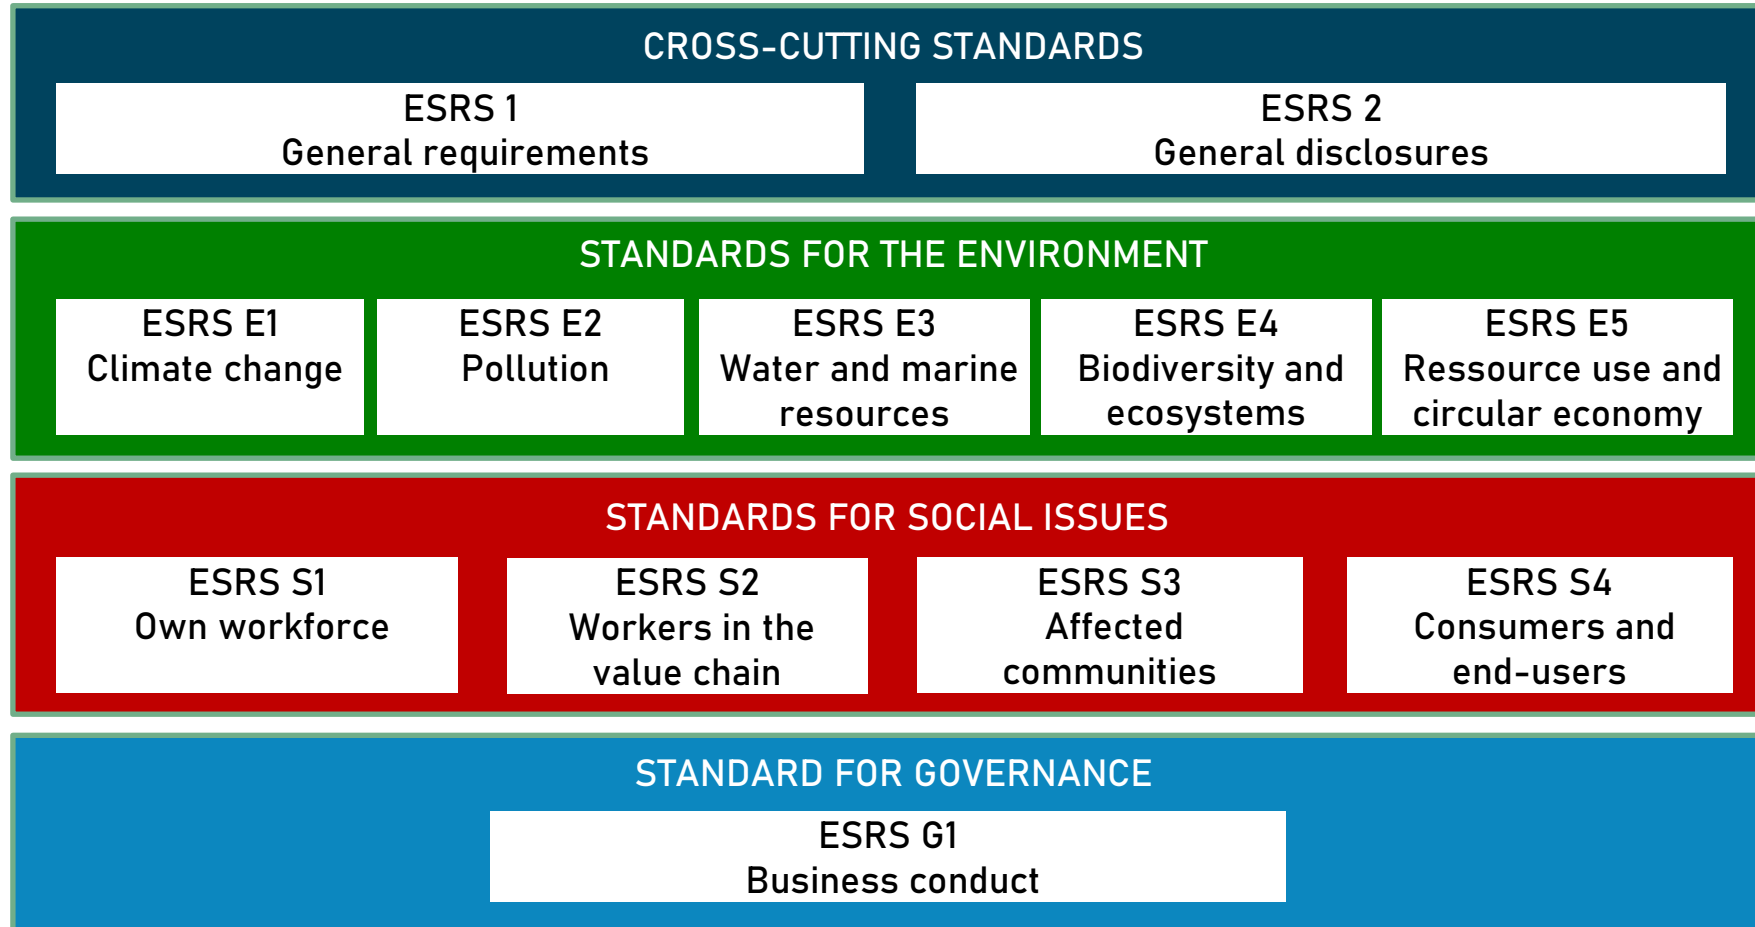 CROSS-CUTTING STANDARDS
ESRS 1
General requirements
ESRS 2
General disclosures
STANDARDS FOR THE ENVIRONMENT
ESRS E1
Climate change
ESRS E2
Pollution
ESRS E3
Water and marine
resources
ESRS E4
Biodiversity and
ecosystems
ESRS E5
Ressource use and
circular economy
STANDARDS FOR SOCIAL ISSUES
ESRS S1
Own workforce
ESRS S2
Workers in the
value chain
ESRS S3
Affected
communities
ESRS S4
Consumers and
end-users
STANDARD FOR GOVERNANCE
ESRS G1
Business conduct